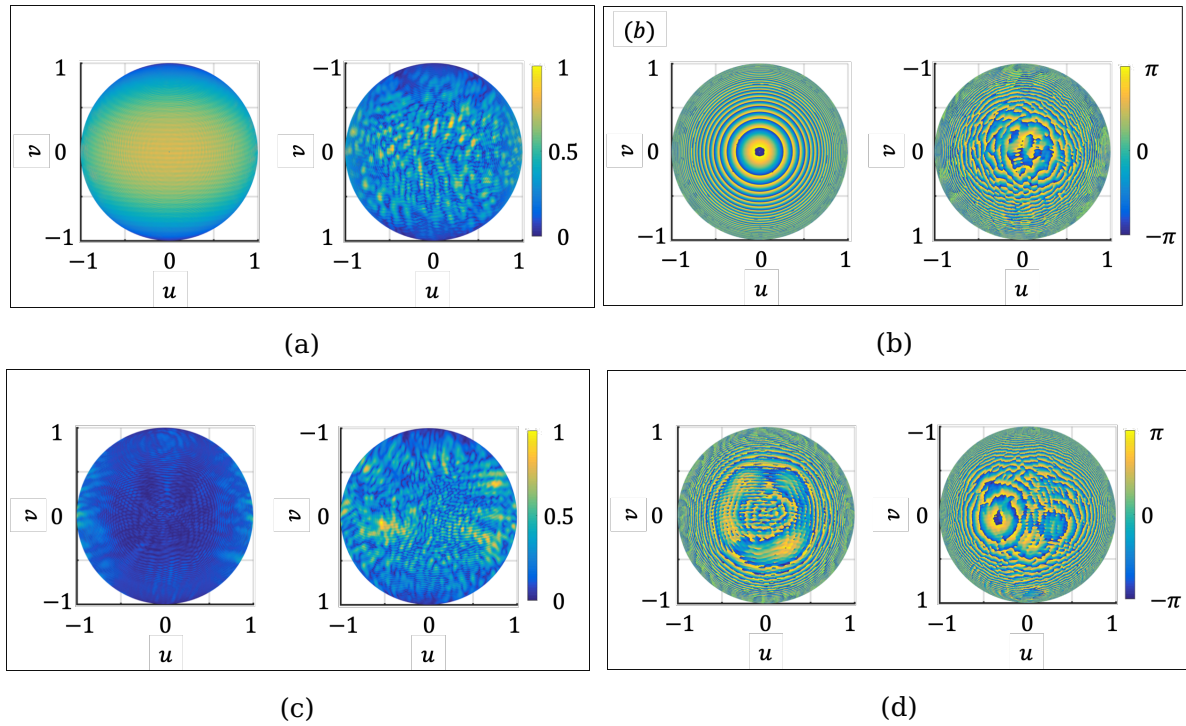 (b)
1 −1 1
v 0 v 0 0.5
−1 1 0
−1 0 1 −1 0 1
u u
1 −1 π
v 0 v 0 0
−1 1 −π
−1 0 1 −1 0 1
u u
(a)
(b)
1 −1 1
v 0 v 0 0.5
−1 1 0
−1 0 1 −1 0 1
u u
1 −1 π
v 0 v 0 0
−1 1 −π
−1 0 1 −1 0 1
u u
(c)
(d)